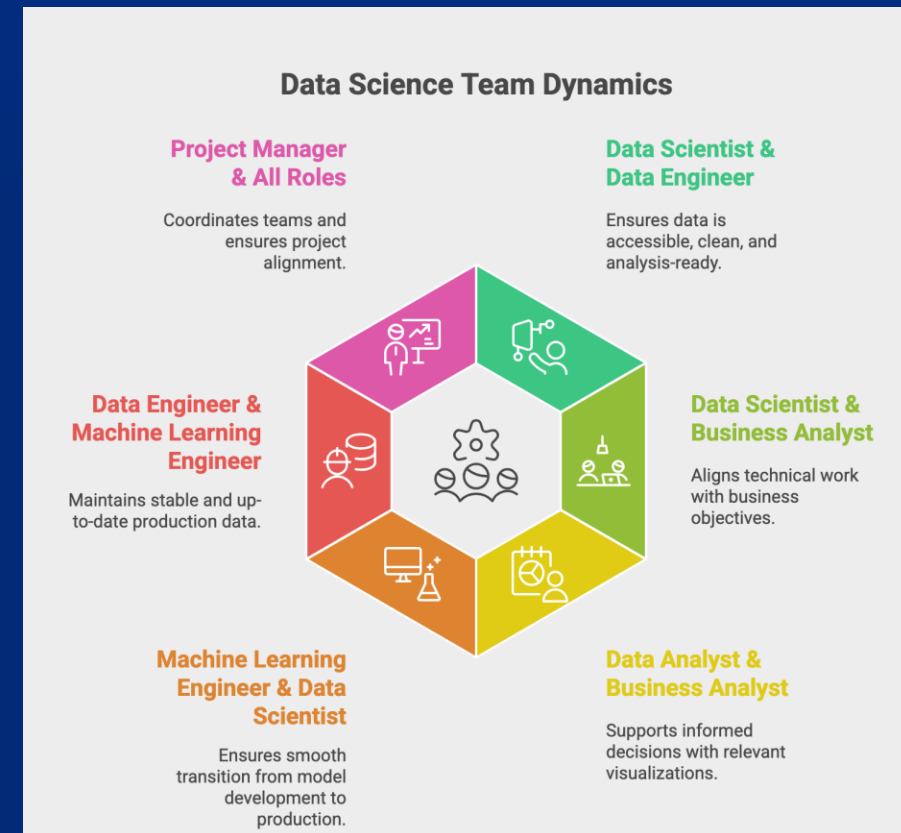 Data Science Team Dynamics
Project Manager
& All Roles
Coordinates teams and
ensures project
alignment.
Data Scientist &
Data Engineer
Ensures data is
accessible, clean, and
analysis-ready.
Data Engineer &
Machine Learning
Engineer
Maintains stable and up-
to-date production data.
Data Scientist &
Business Analyst
Aligns technical work
with business
objectives.
Machine Learning
Engineer & Data
Scientist
Ensures smooth
transition from model
development to
production.
Data Analyst &
Business Analyst
Supports informed
decisions with relevant
visualizations.